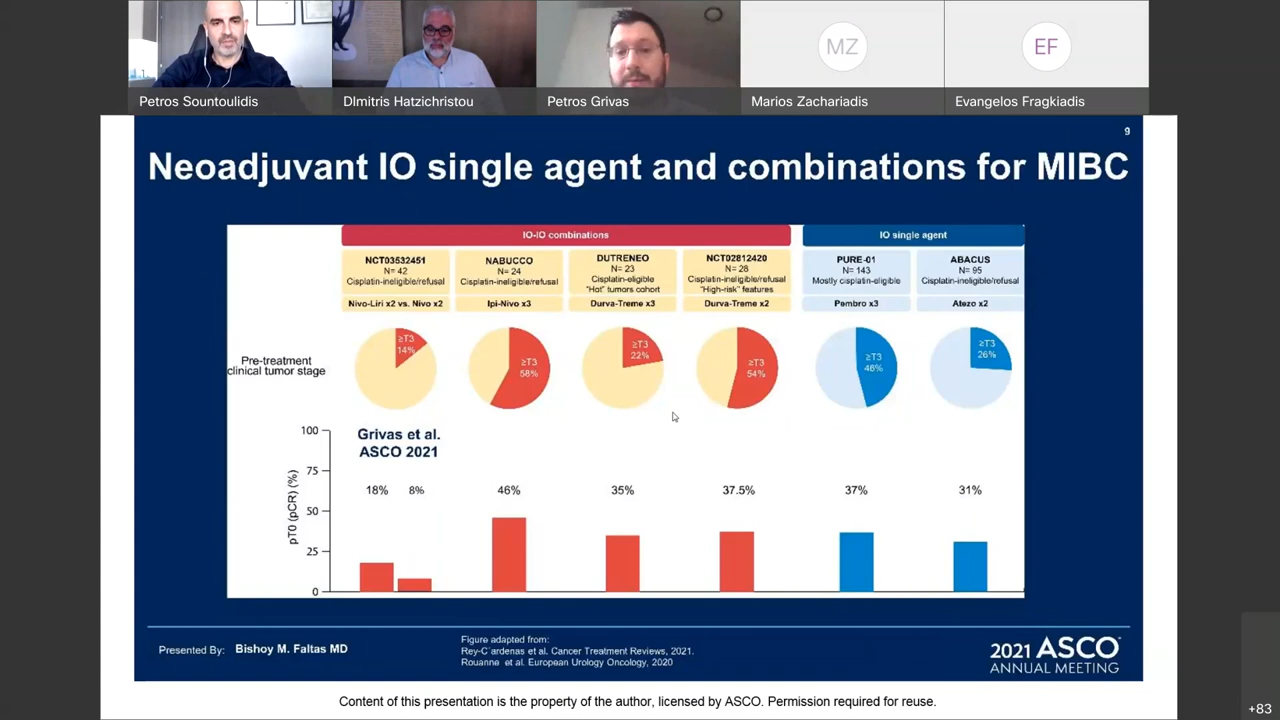 MZ
EF
Petros Sountoulidis
DImitris Hatzichristou
Petros Grivas
Marios Zachariadis
Evangelos Fragkiadis
9
Neoadjuvant IO single agent and combinations for MIBC
IO-IO combinations
IO single agent
NCT03532451
N= 42
Cisplatin-ineligible/refusal
Nivo-Liri x2 vs. Nivo x2
NABUCCO
N= 24
Cisplatin-ineligible/refusal
Ipi-Nivo x3
DUTRENEO
N= 23
Cisplatin-eligible
"Hot" tumors cohort
Durva-Treme x3
NCT02812420
N= 28
Cisplatin-ineligible/refusal
"High-risk" features
Durva-Treme x2
PURE-01
N= 143
Mostly cisplatin-eligible
Pembro x3
ABACUS
N= 95
Cisplatin-ineligible/refusal
Atezo x2
Pre-treatment
clinical tumor stage
≥T3
14%
≥T3
58%
≥T3
22%
≥T3
54%
≥T3
46%
≥T3
26%
Grivas et al.
ASCO 2021
pT0 (pCR) (%)
100
75
50
25
0
18% 8% 46% 35% 37.5% 37% 31%
Presented By: Bishoy M. Faltas MD
Figure adapted from:
Rey-C´ardenas et al. Cancer Treatment Reviews, 2021.
Rouanne et al. European Urology Oncology, 2020
2021 ASCO
ANNUAL MEETING
Content of this presentation is the property of the author, licensed by ASCO. Permission required for reuse.
+83